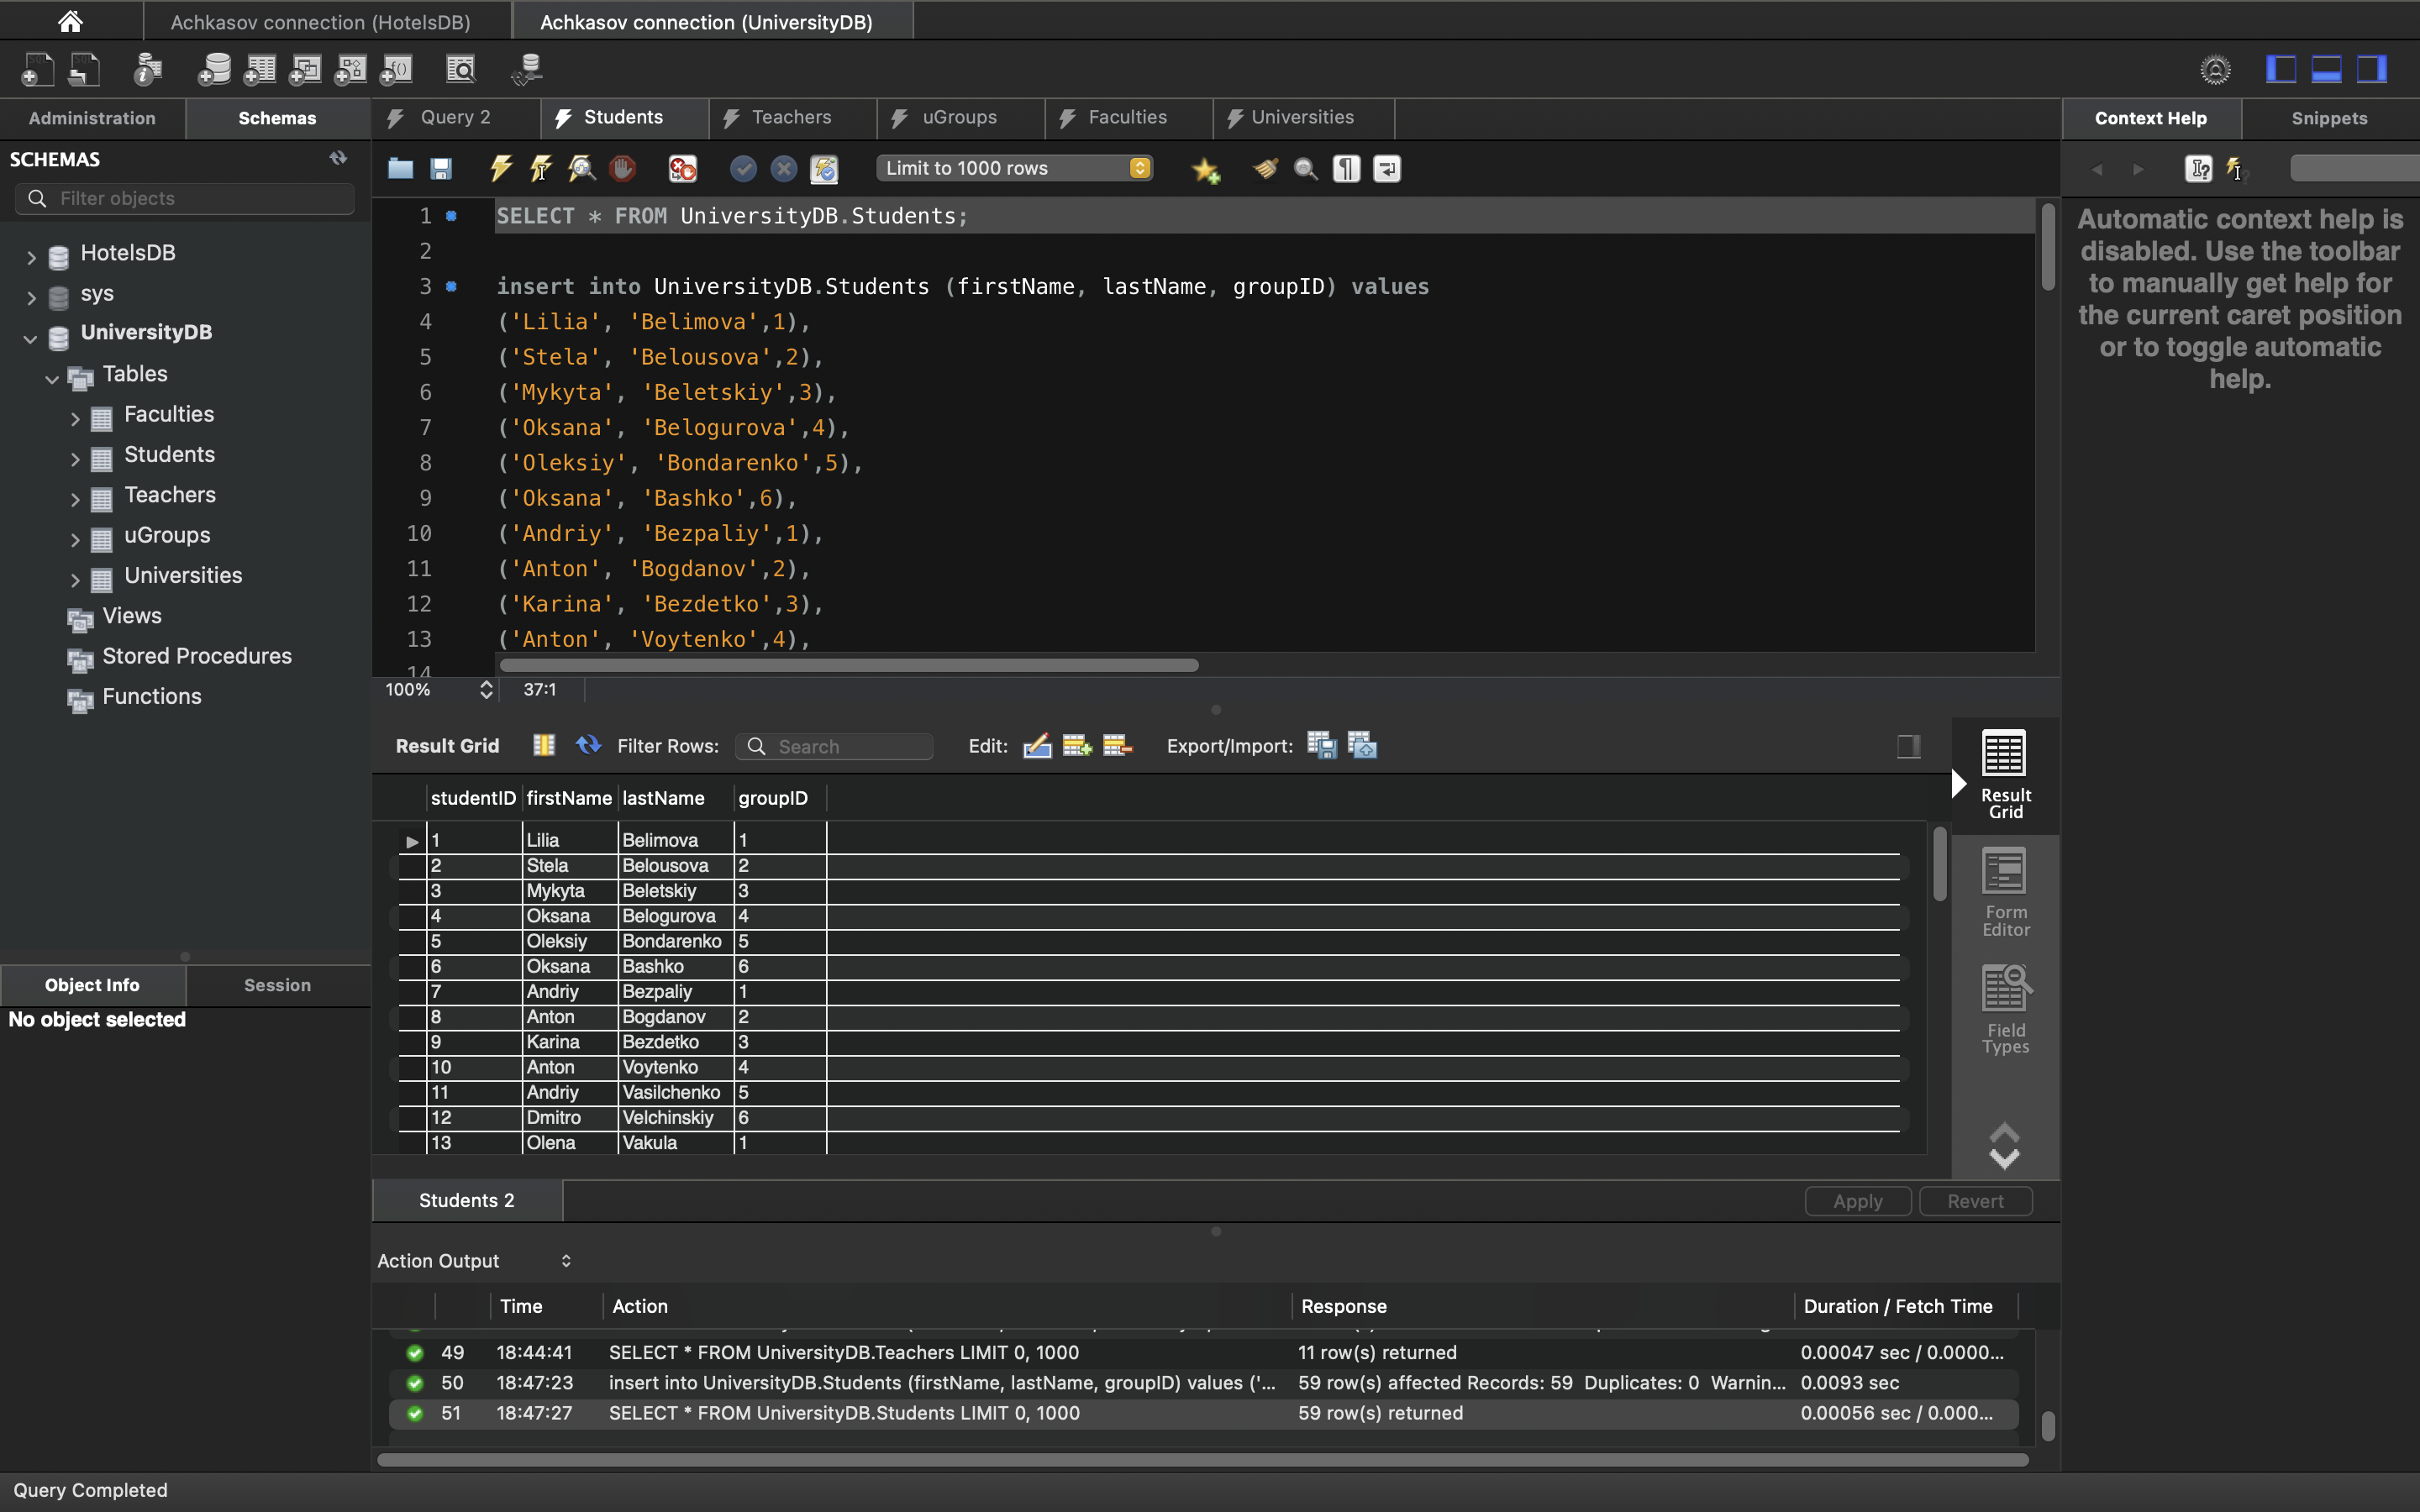 Achkasov connection (HotelsDB)
Achkasov connection (UniversityDB)
Administration
Schemas
Query 2
Students
Teachers
uGroups
Faculties
Universities
Context Help
Snippets
SCHEMAS
Filter objects
HotelsDB
sys
UniversityDB
Tables
Faculties
Students
Teachers
uGroups
Universities
Views
Stored Procedures
Functions
Object Info
Session
No object selected
Limit to 1000 rows
1 SELECT * FROM UniversityDB.Students;
2
3 insert into UniversityDB.Students (firstName, lastName, groupID) values
4 ('Lilia', 'Belimova',1),
5 ('Stela', 'Belousova',2),
6 ('Mykyta', 'Beletskiy',3),
7 ('Oksana', 'Belogurova',4),
8 ('Oleksiy', 'Bondarenko',5),
9 ('Oksana', 'Bashko',6),
10 ('Andriy', 'Bezpaliy',1),
11 ('Anton', 'Bogdanov',2),
12 ('Karina', 'Bezdetko',3),
13 ('Anton', 'Voytenko',4),
14
100% 37:1
Automatic context help is
disabled. Use the toolbar
to manually get help for
the current caret position
or to toggle automatic
help.
Result Grid Filter Rows: Search Edit: Export/Import:
studentID firstName lastName groupID
1 Lilia Belimova 1
2 Stela Belousova 2
3 Mykyta Beletskiy 3
4 Oksana Belogurova 4
5 Oleksiy Bondarenko 5
6 Oksana Bashko 6
7 Andriy Bezpaliy 1
8 Anton Bogdanov 2
9 Karina Bezdetko 3
10 Anton Voytenko 4
11 Andriy Vasilchenko 5
12 Dmitro Velchinskiy 6
13 Olena Vakula 1
Result
Grid
Form
Editor
Field
Types
Students 2
Apply
Revert
Action Output
Time Action Response Duration / Fetch Time
49 18:44:41 SELECT * FROM UniversityDB.Teachers LIMIT 0, 1000 11 row(s) returned 0.00047 sec / 0.0000...
50 18:47:23 insert into UniversityDB.Students (firstName, lastName, groupID) values ('... 59 row(s) affected Records: 59 Duplicates: 0 Warnin... 0.0093 sec
51 18:47:27 SELECT * FROM UniversityDB.Students LIMIT 0, 1000 59 row(s) returned 0.00056 sec / 0.000...
Query Completed